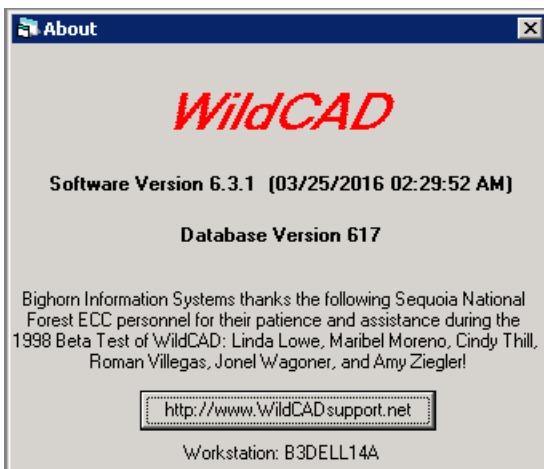 About
WildCAD
Software Version 6.3.1 (03/25/2016 02:29:52 AM)
Database Version 617
Bighorn Information Systems thanks the following Sequoia National
Forest ECC personnel for their patience and assistance during the
1998 Beta Test of WildCAD: Linda Lowe, Maribel Moreno, Cindy Thill,
Roman Villegas, Jonel Wagoner, and Amy Ziegler!
http://www.WildCADsupport.net
Workstation: B3DELL14A